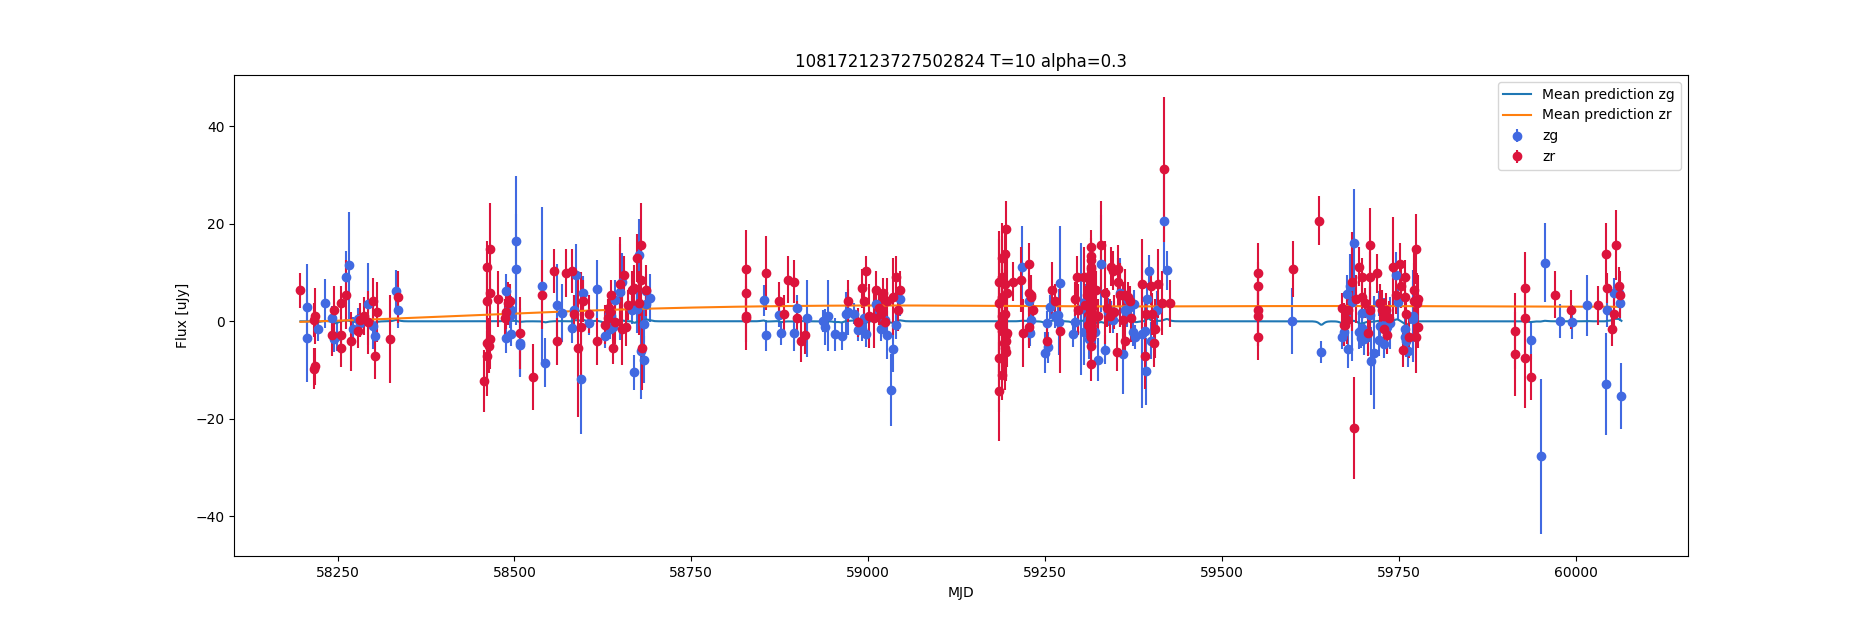 108172123727502824 T=10 alpha=0.3
Mean prediction zg
Mean prediction zr
zg
zr
Flux [uJy]
40
20
0
−20
−40
58250 58500 58750 59000 59250 59500 59750 60000
MJD